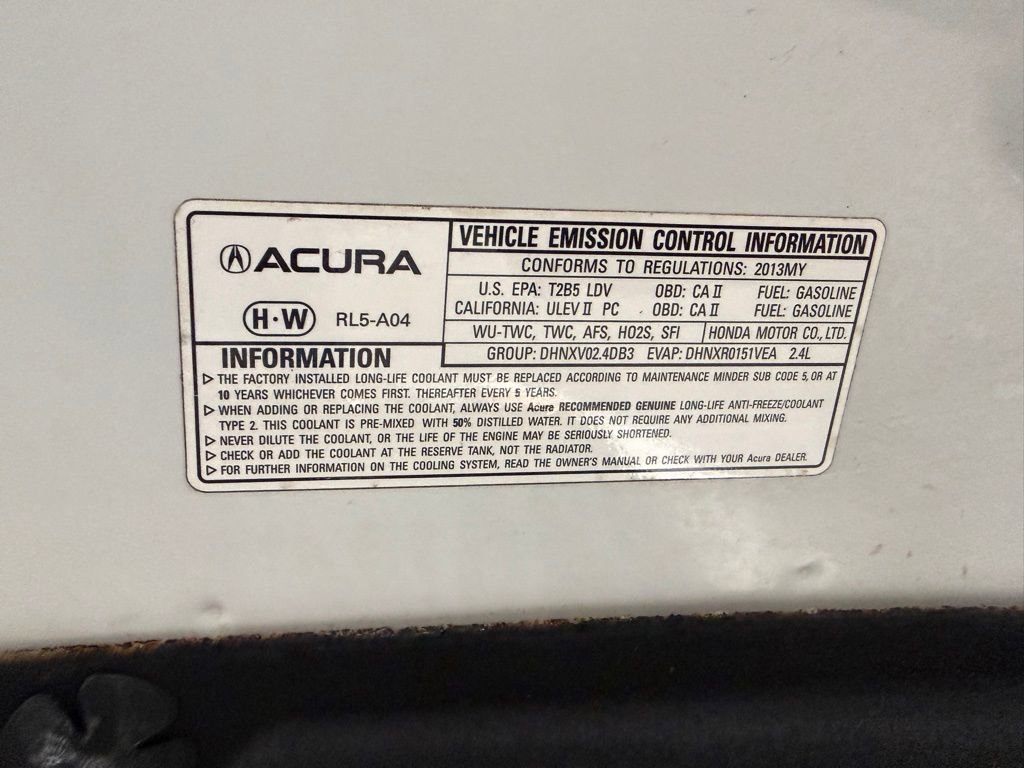 ACURA
H·W RL5-A04
VEHICLE EMISSION CONTROL INFORMATION
CONFORMS TO REGULATIONS: 2013MY
U.S. EPA: T2B5 LDV OBD: CA II FUEL: GASOLINE
CALIFORNIA: ULEV II PC OBD: CA II FUEL: GASOLINE
WU-TWC, TWC, AFS, HO2S, SFI HONDA MOTOR CO., LTD.
GROUP: DHNXV02.4DB3 EVAP: DHNXR0151VEA 2.4L
INFORMATION
▷ THE FACTORY INSTALLED LONG-LIFE COOLANT MUST BE REPLACED ACCORDING TO MAINTENANCE MINDER SUB CODE 5, OR AT
10 YEARS WHICHEVER COMES FIRST. THEREAFTER EVERY 5 YEARS.
▷ WHEN ADDING OR REPLACING THE COOLANT, ALWAYS USE Acura RECOMMENDED GENUINE LONG-LIFE ANTI-FREEZE/COOLANT
TYPE 2. THIS COOLANT IS PRE-MIXED WITH 50% DISTILLED WATER. IT DOES NOT REQUIRE ANY ADDITIONAL MIXING.
▷ NEVER DILUTE THE COOLANT, OR THE LIFE OF THE ENGINE MAY BE SERIOUSLY SHORTENED.
▷ CHECK OR ADD THE COOLANT AT THE RESERVE TANK, NOT THE RADIATOR.
▷ FOR FURTHER INFORMATION ON THE COOLING SYSTEM, READ THE OWNER'S MANUAL OR CHECK WITH YOUR Acura DEALER.